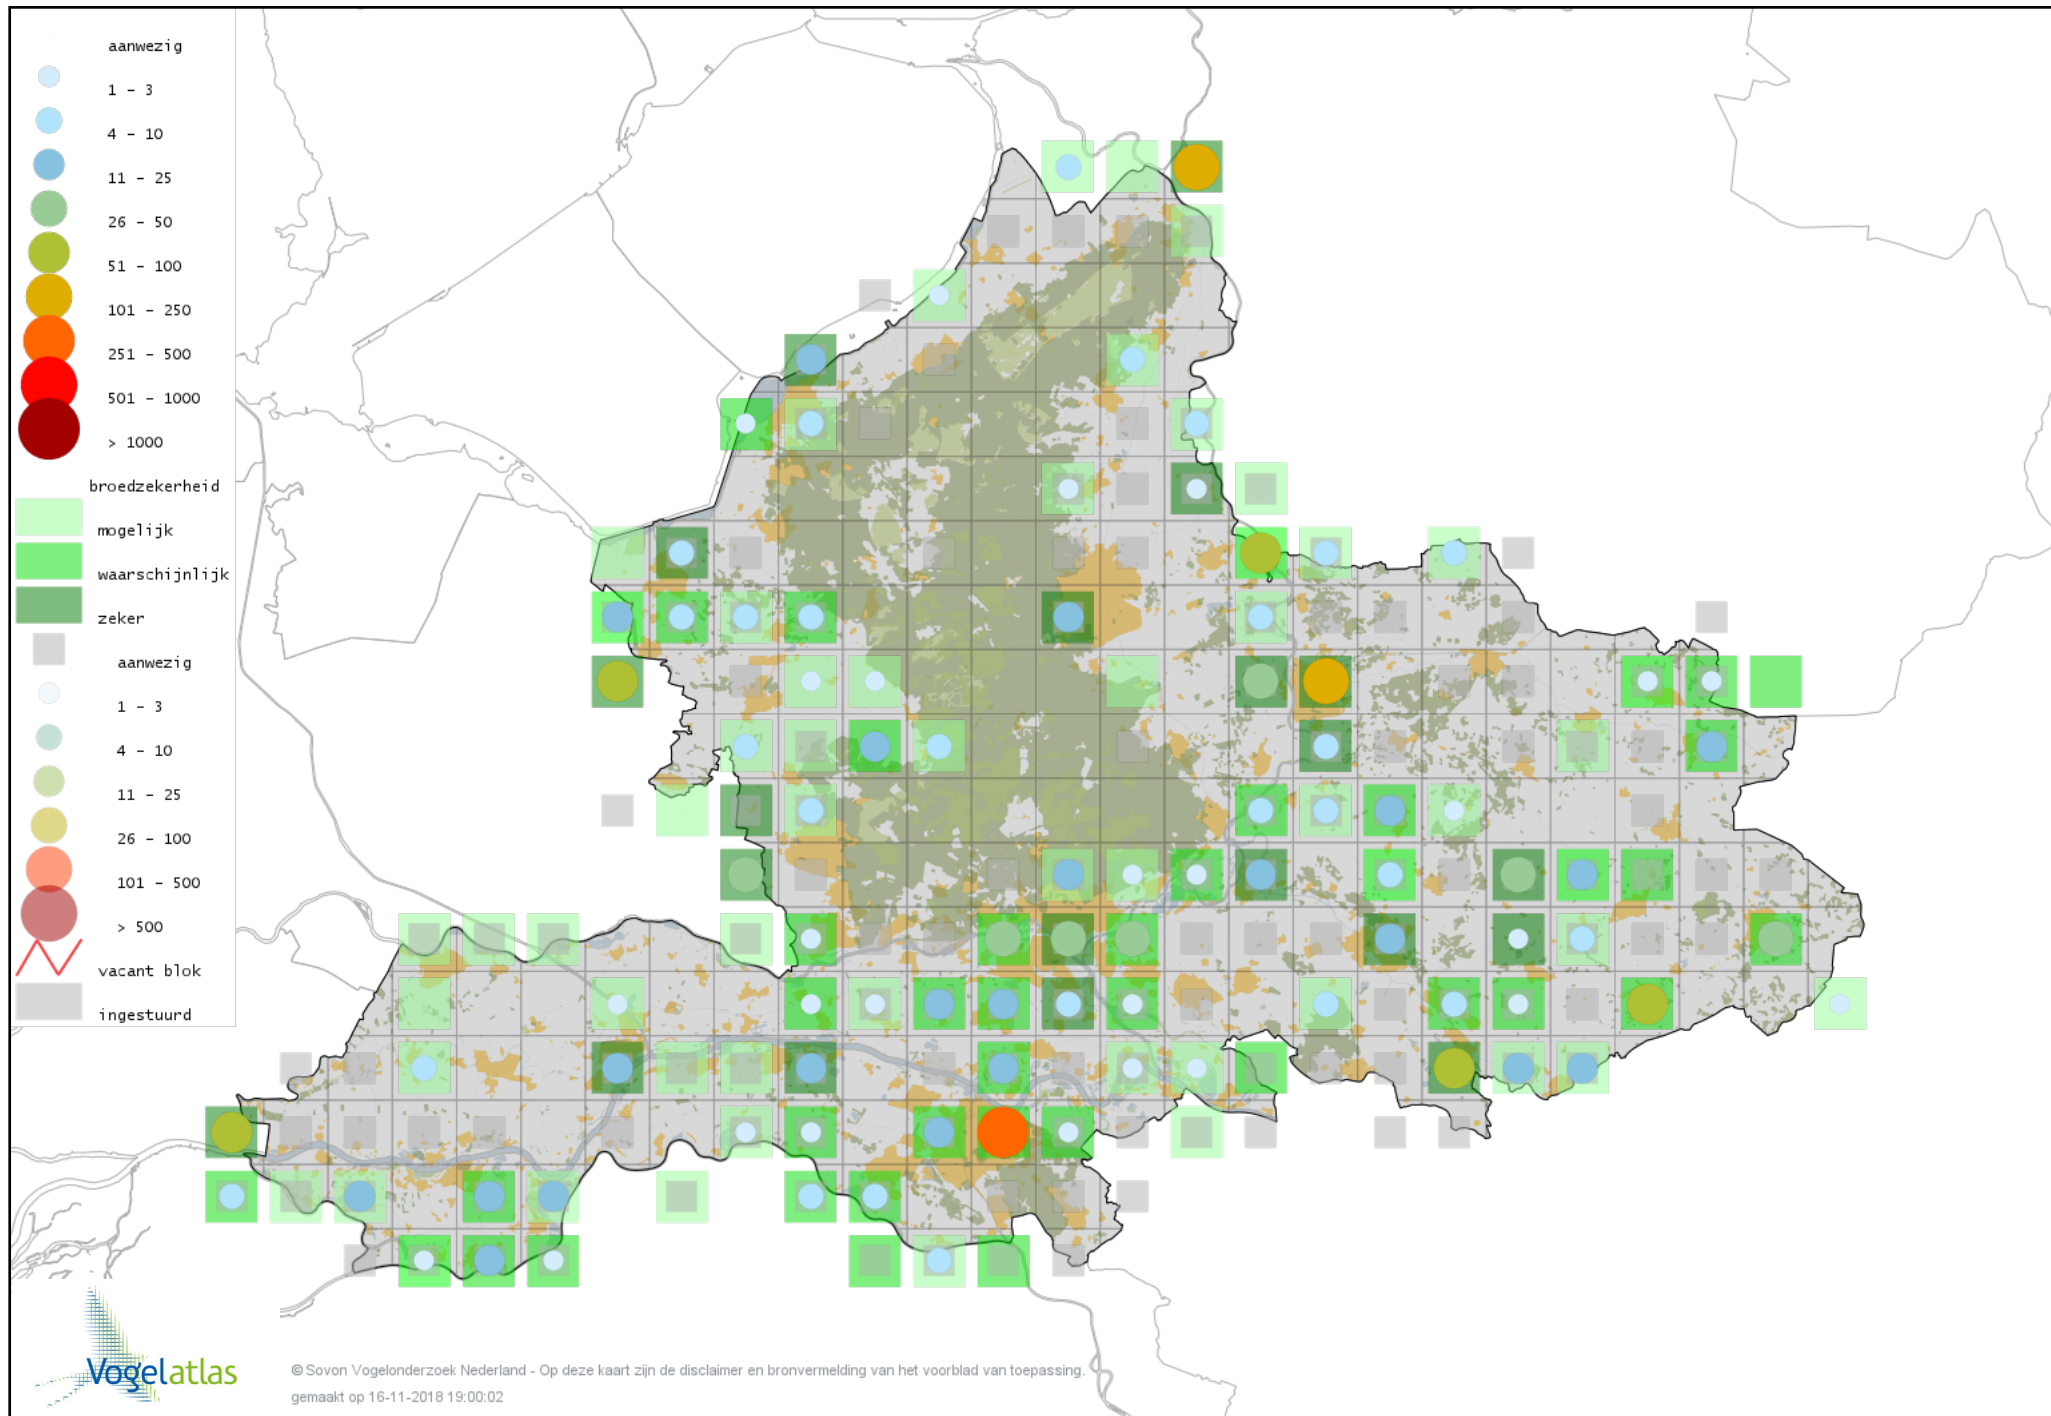 aanwezig
1 - 3
4 - 10
11 - 25
26 - 50
51 - 100
101 - 250
251 - 500
501 - 1000
> 1000
broedzekerheid
mogelijk
waarschijnlijk
zeker
aanwezig
1 - 3
4 - 10
11 - 25
26 - 100
101 - 500
> 500
vacant blok
ingestuurd
Vogelatlas
© Sovon Vogelonderzoek Nederland - Op deze kaart zijn de disclaimer en bronvermelding van het voorblad van toepassing.
gemaakt op 16-11-2018 19:00:02